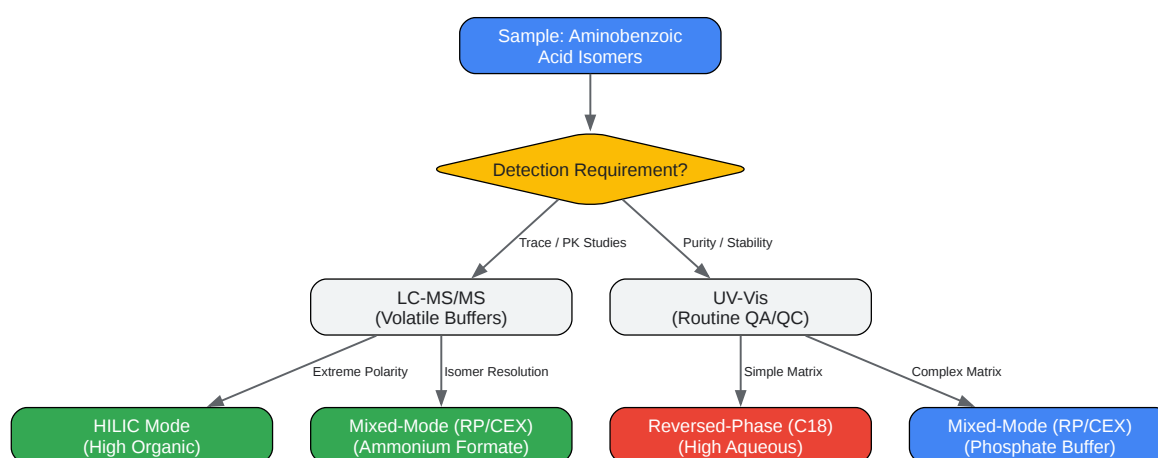 Sample: Aminobenzoic
Acid Isomers
Detection Requirement?
Trace / PK Studies
Purity / Stability
LC-MS/MS
(Volatile Buffers)
UV-Vis
(Routine QA/QC)
Extreme Polarity
Isomer Resolution
Simple Matrix
Complex Matrix
HILIC Mode
(High Organic)
Mixed-Mode (RP/CEX)
(Ammonium Formate)
Reversed-Phase (C18)
(High Aqueous)
Mixed-Mode (RP/CEX)
(Phosphate Buffer)